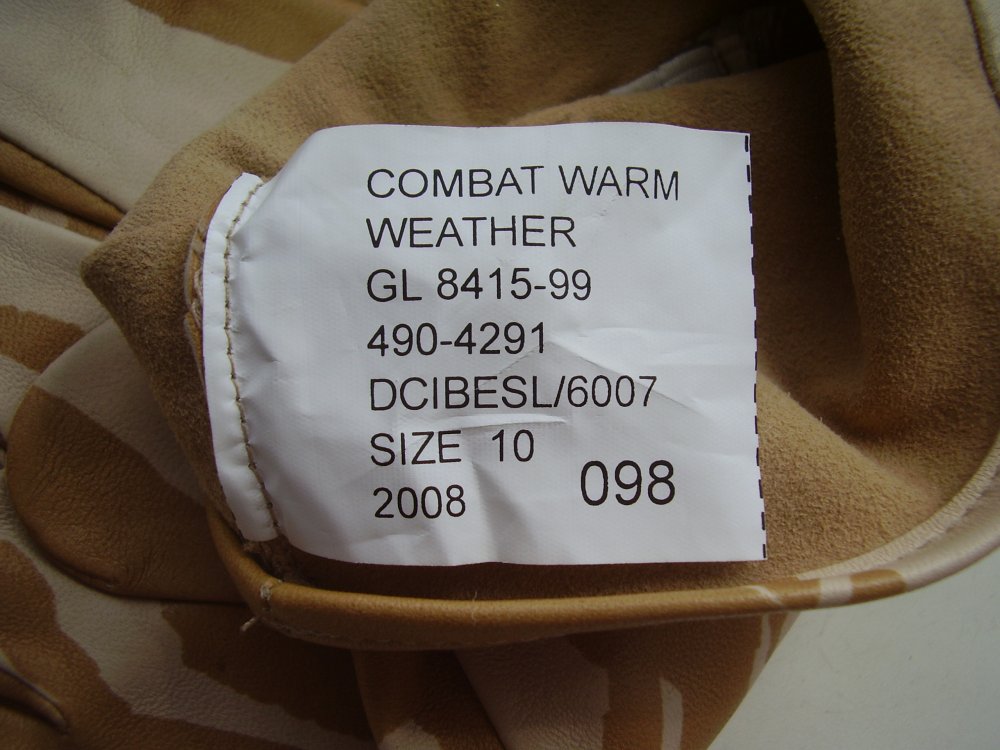 COMBAT WARM
WEATHER
GL 8415-99
490-4291
DCIBESL/6007
SIZE 10
2008 098